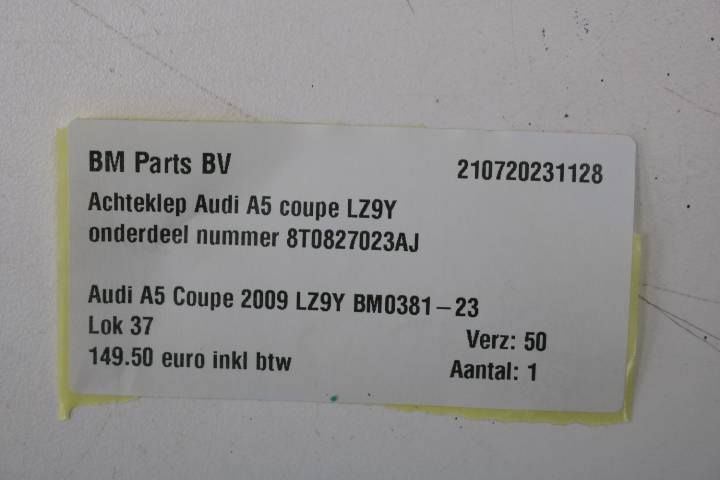 BM Parts BV 210720231128
Achteklep Audi A5 coupe LZ9Y
onderdeel nummer 8T0827023AJ
Audi A5 Coupe 2009 LZ9Y BM0381-23
Lok 37 Verz: 50
149.50 euro inkl btw Aantal: 1